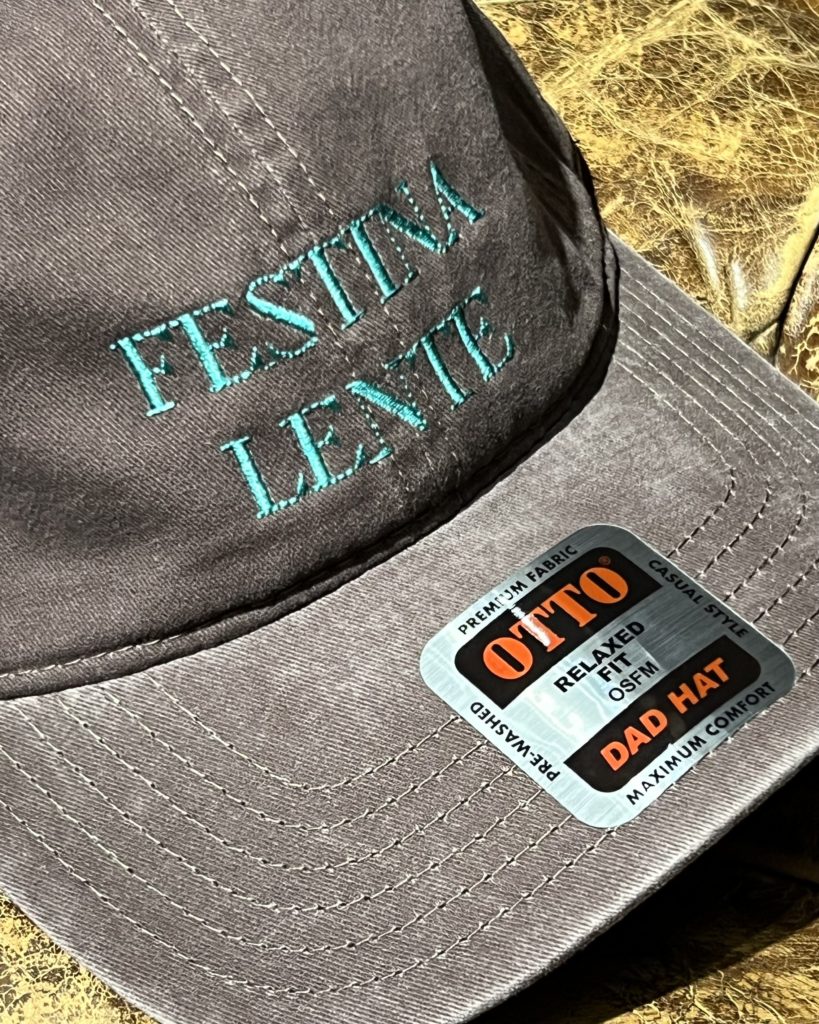 FESTINA
LENTE
PREMIUM FABRIC
CASUAL STYLE
OTTO®
RELAXED
FIT
OSFM
DAD HAT
PRE-WASHED
MAXIMUM COMFORT